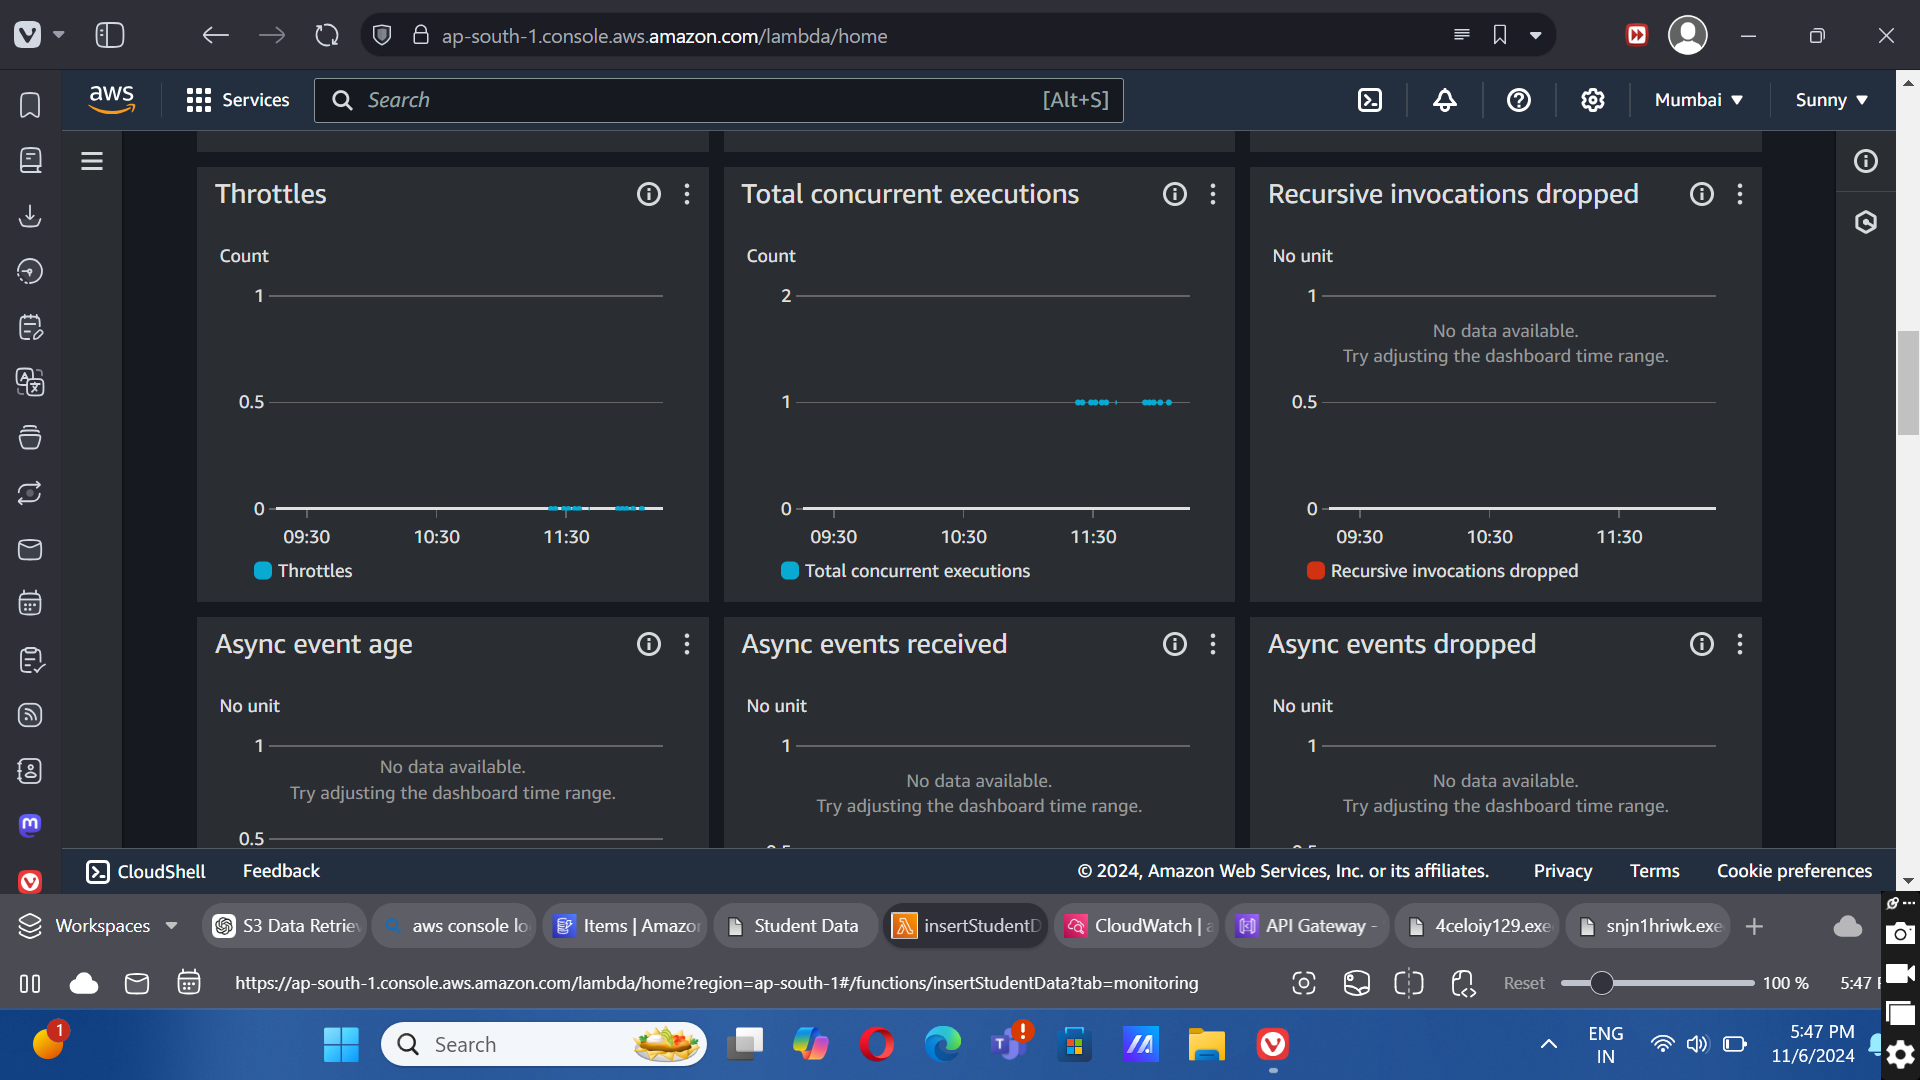 ap-south-1.console.aws.amazon.com/lambda/home
aws
Services
Search
[Alt+S]
Mumbai
Sunny
Throttles
Count
1
0.5
0
09:30
10:30
11:30
Throttles
Total concurrent executions
Count
2
1
0
09:30
10:30
11:30
Total concurrent executions
Recursive invocations dropped
No unit
1
No data available.
Try adjusting the dashboard time range.
0.5
0
09:30
10:30
11:30
Recursive invocations dropped
Async event age
No unit
1
No data available.
Try adjusting the dashboard time range.
0.5
Async events received
No unit
1
No data available.
Try adjusting the dashboard time range.
Async events dropped
No unit
1
No data available.
Try adjusting the dashboard time range.
CloudShell
Feedback
© 2024, Amazon Web Services, Inc. or its affiliates.
Privacy
Terms
Cookie preferences
Workspaces
S3 Data Retrie
aws console lo
Items | Amazo
Student Data
insertStudentD
CloudWatch | a
API Gateway -
4celoiy129.exe
snjn1hriwk.exe
https://ap-south-1.console.aws.amazon.com/lambda/home?region=ap-south-1#/functions/insertStudentData?tab=monitoring
Reset
100 %
5:47
1
Search
ENG
IN
5:47 PM
11/6/2024